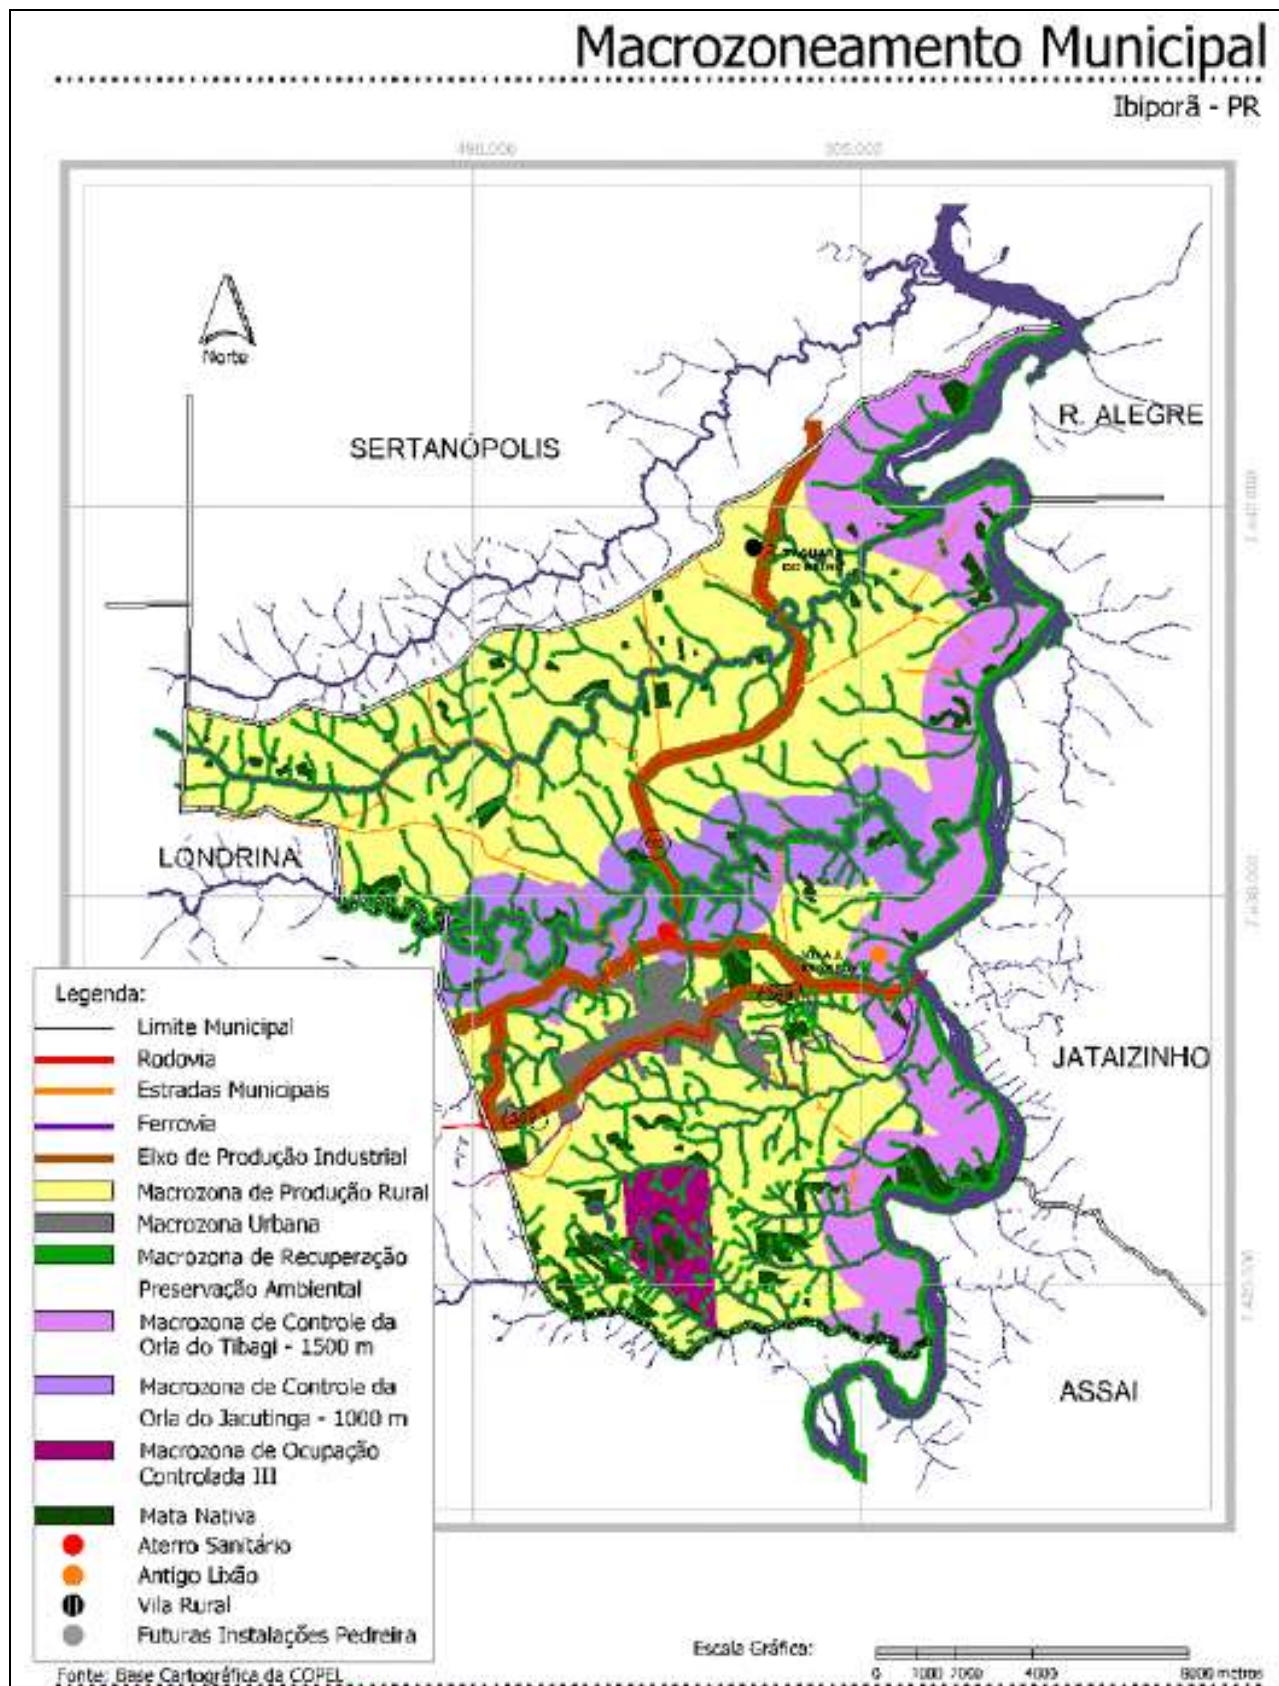 Macrozoneamento Municipal
Ibiporã - PR
Norte
SERTANÓPOLIS
R. ALEGRE
LONDRINA
JATAIZINHO
ASSAI
Legenda:
Limite Municipal
Rodovia
Estradas Municipais
Ferrovia
Eixo de Produção Industrial
Macrozona de Produção Rural
Macrozona Urbana
Macrozona de Recuperação
Preservação Ambiental
Macrozona de Controle da
Orla do Tibagi - 1500 m
Macrozona de Controle da
Orla do Jacutinga - 1000 m
Macrozona de Ocupação
Controlada III
Mata Nativa
Aterro Sanitário
Antigo Lixão
Vila Rural
Futuras Instalações Pedreira
Escala Gráfica:
0 1000 2000 4000 8000 metros
Fonte: Base Cartográfica da COPEL